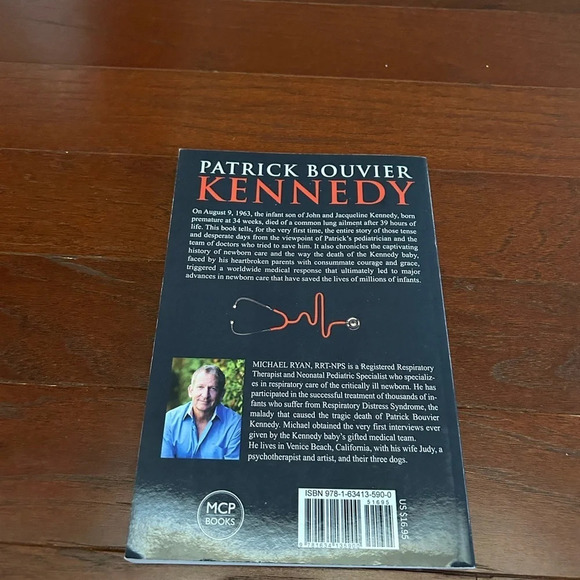 PATRICK BOUVIER
KENNEDY
On August 9, 1963, the infant son of John and Jacqueline Kennedy, born
premature at 34 weeks, died of a common lung ailment after 39 hours of
life. This book tells, for the very first time, the entire story of those tense
and desperate days from the viewpoint of Patrick's pediatrician and the
team of doctors who tried to save him. It also chronicles the captivating
history of newborn care and the way the death of the Kennedy baby,
faced by his heartbroken parents with consummate courage and grace,
triggered a worldwide medical response that ultimately led to major
advances in newborn care that have saved the lives of millions of infants.
MICHAEL RYAN, RRT-NPS is a Registered Respiratory
Therapist and Neonatal Pediatric Specialist who specializ-
es in respiratory care of the critically ill newborn. He has
participated in the successful treatment of thousands of in-
fants who suffer from Respiratory Distress Syndrome, the
malady that caused the tragic death of Patrick Bouvier
Kennedy. Michael obtained the very first interviews ever
given by the Kennedy baby's gifted medical team.
He lives in Venice Beach, California, with his wife Judy, a
psychotherapist and artist, and their three dogs.
MCP
BOOKS
ISBN 978-1-63413-590-0
51695
9 781634 135900
US $16.95